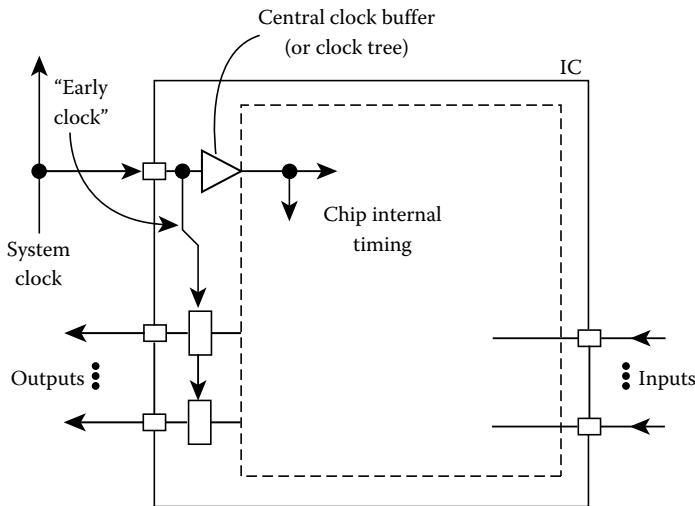 Central clock buffer
(or clock tree)
IC
“Early
clock”
Chip internal
timing
System
clock
Outputs
Inputs